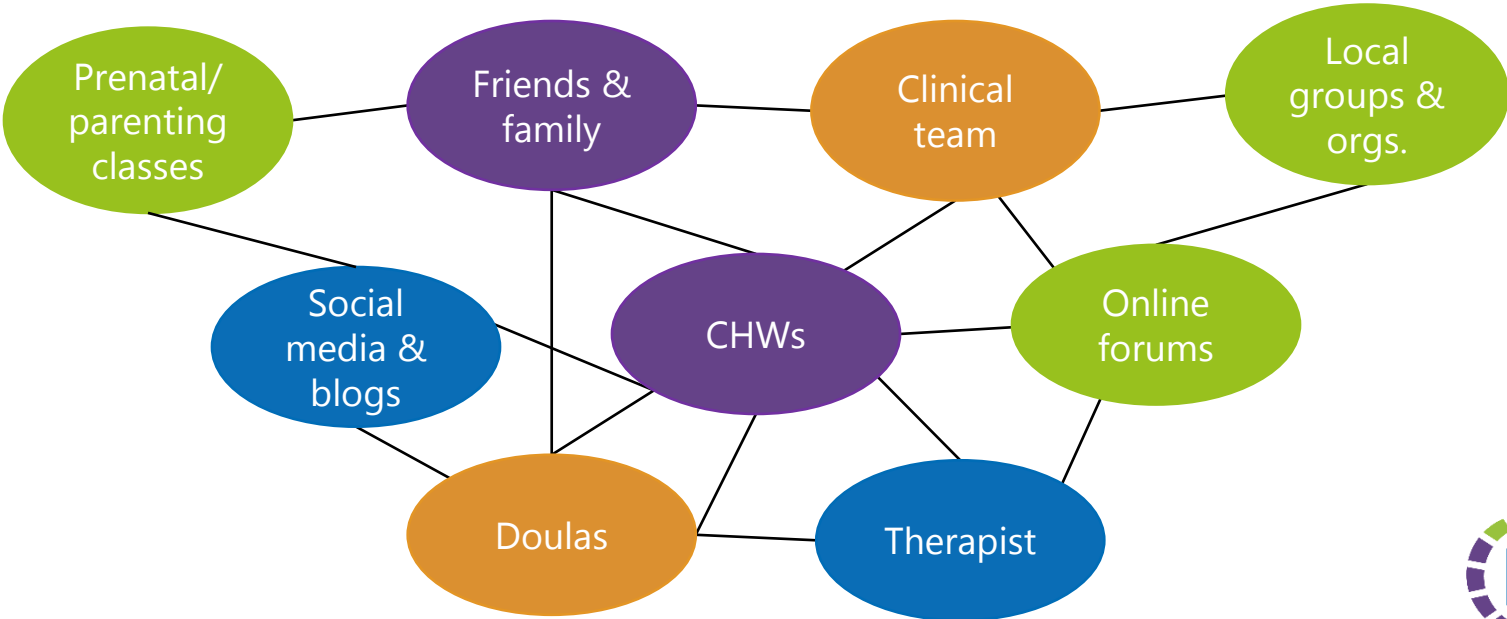 Prenatal/
parenting
classes
Friends &
family
Clinical
team
Local
groups &
orgs.
Social
media &
blogs
CHWs
Online
forums
Doulas
Therapist